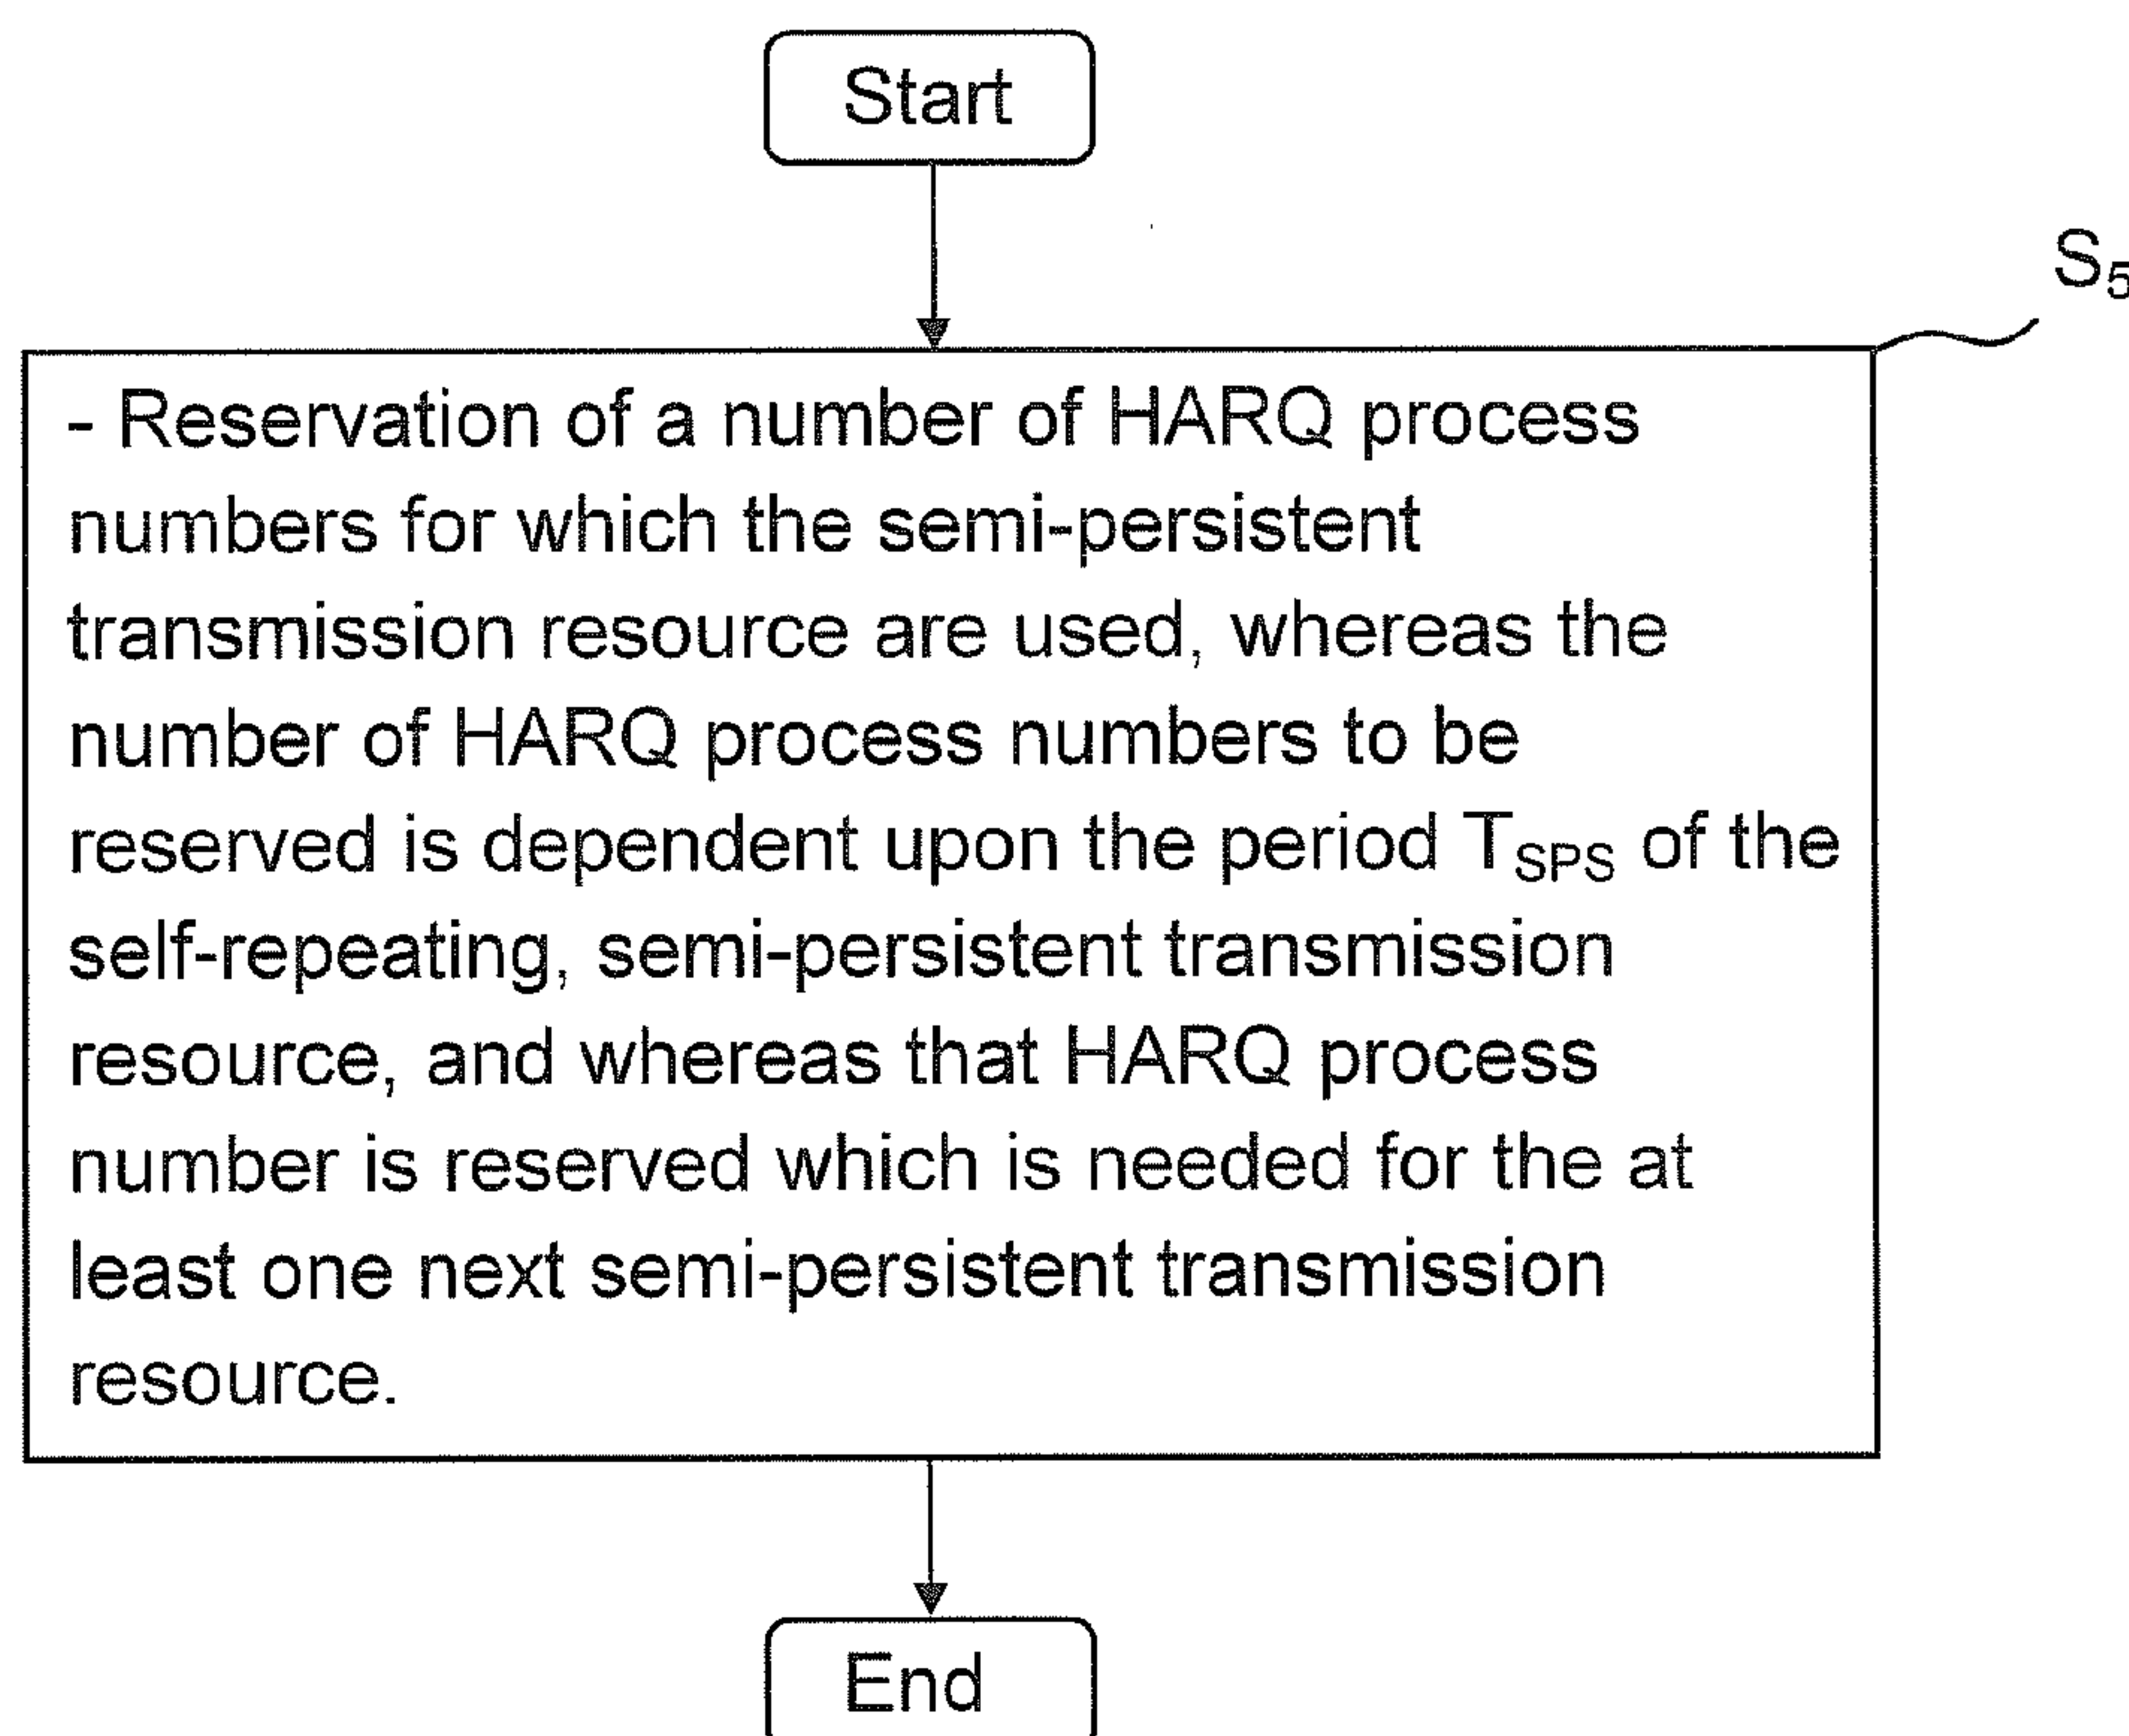 Start
S₅
- Reservation of a number of HARQ process
numbers for which the semi-persistent
transmission resource are used, whereas the
number of HARQ process numbers to be
reserved is dependent upon the period T_SPS of the
self-repeating, semi-persistent transmission
resource, and whereas that HARQ process
number is reserved which is needed for the at
least one next semi-persistent transmission
resource.
End